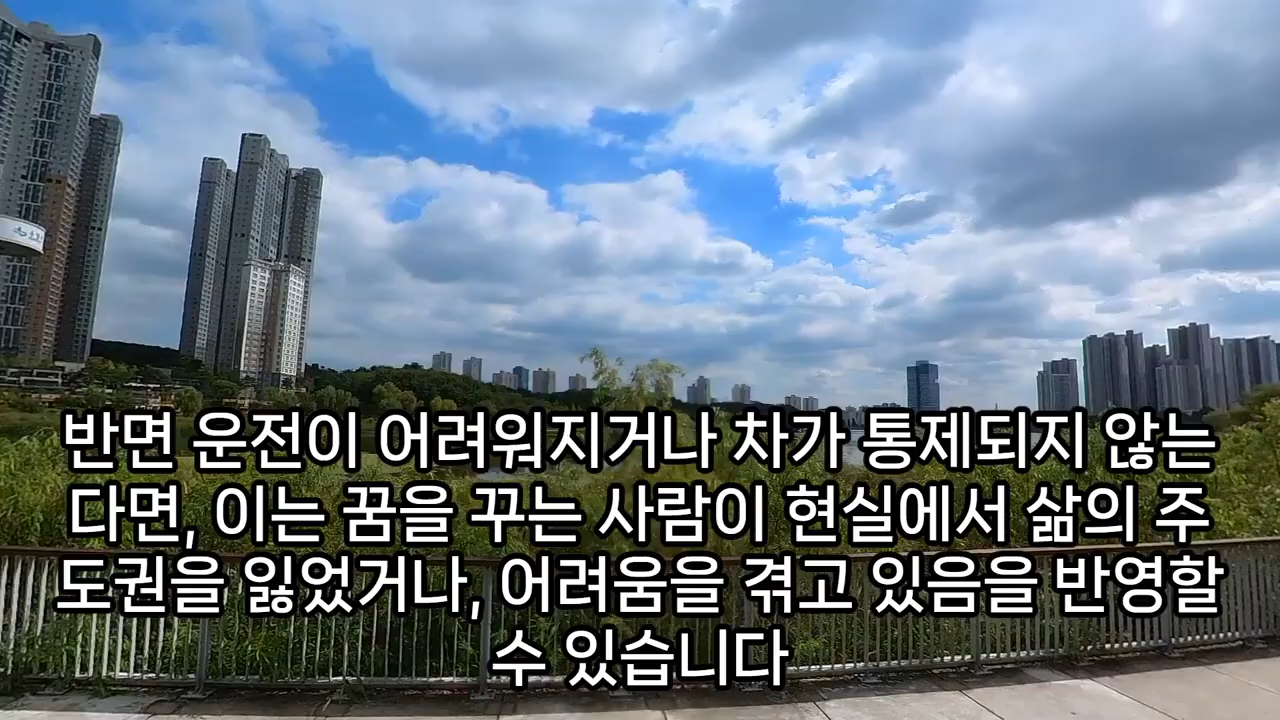 반면 운전이 어려워지거나 차가 통제되지 않는
다면, 이는 꿈을 꾸는 사람이 현실에서 삶의 주
도권을 잃었거나, 어려움을 겪고 있음을 반영할
수 있습니다